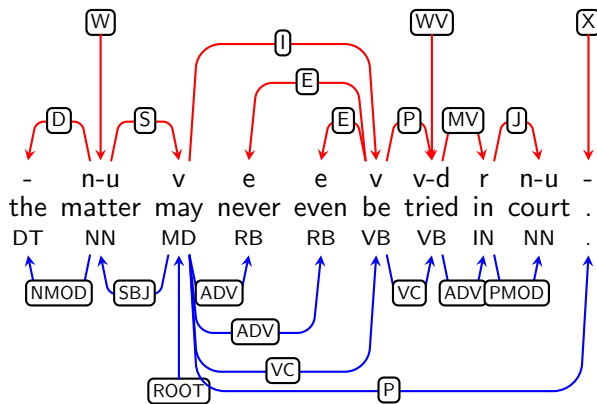 W WV X
I
E
D S E P MV J
- n-u v e e v v-d r n-u -
the matter may never even be tried in court .
DT NN MD RB RB VB VB IN NN .
NMOD SBJ ADV VC ADV PMOD
ADV
VC
ROOT P